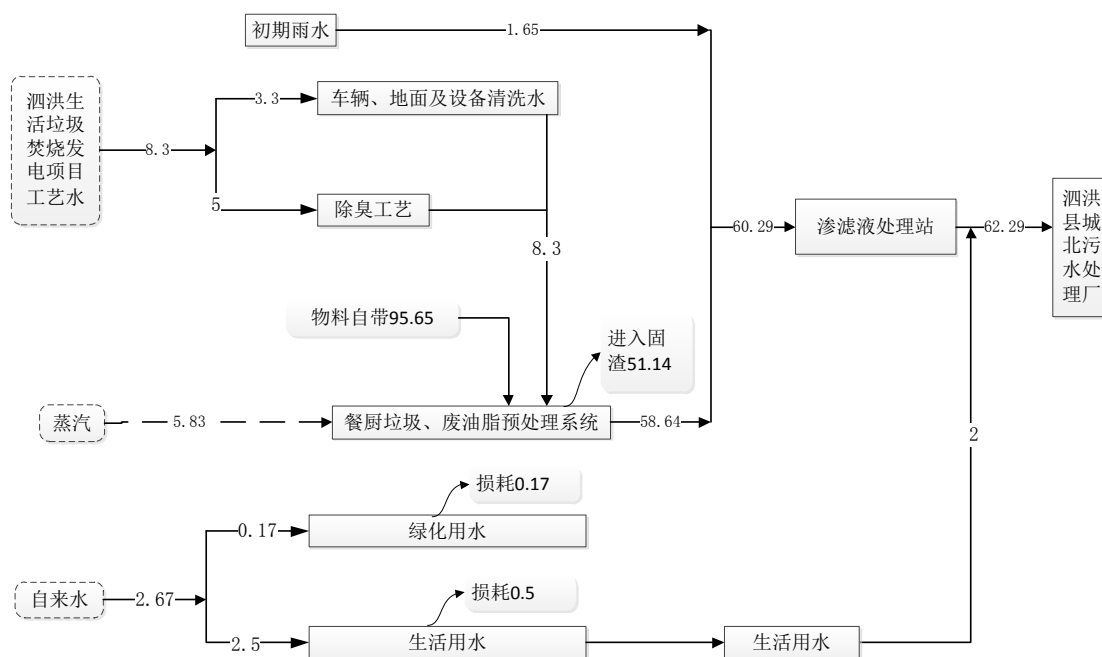 初期雨水
1.65
泗洪生
活垃圾
焚烧发
电项目
工艺水
8.3
3.3
车辆、地面及设备清洗水
5
除臭工艺
8.3
60.29
渗滤液处理站
62.29
泗洪
县城
北污
水处
理厂
物料自带95.65
进入固
渣51.14
蒸汽
5.83
餐厨垃圾、废油脂预处理系统
58.64
2
损耗0.17
0.17
绿化用水
自来水
2.67
损耗0.5
2.5
生活用水
生活用水